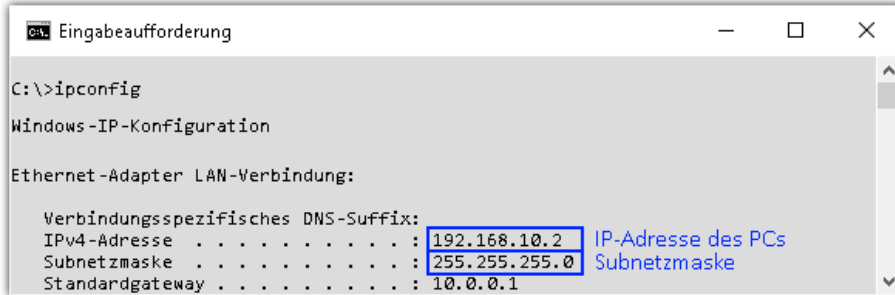 Eingabeaufforderung
C:\>ipconfig
Windows-IP-Konfiguration
Ethernet-Adapter LAN-Verbindung:
Verbindungsspezifisches DNS-Suffix:
IPv4-Adresse . . . . . . . . . . : 192.168.10.2 IP-Adresse des PCs
Subnetzmaske . . . . . . . . . . : 255.255.255.0 Subnetzmaske
Standardgateway . . . . . . . . . : 10.0.0.1